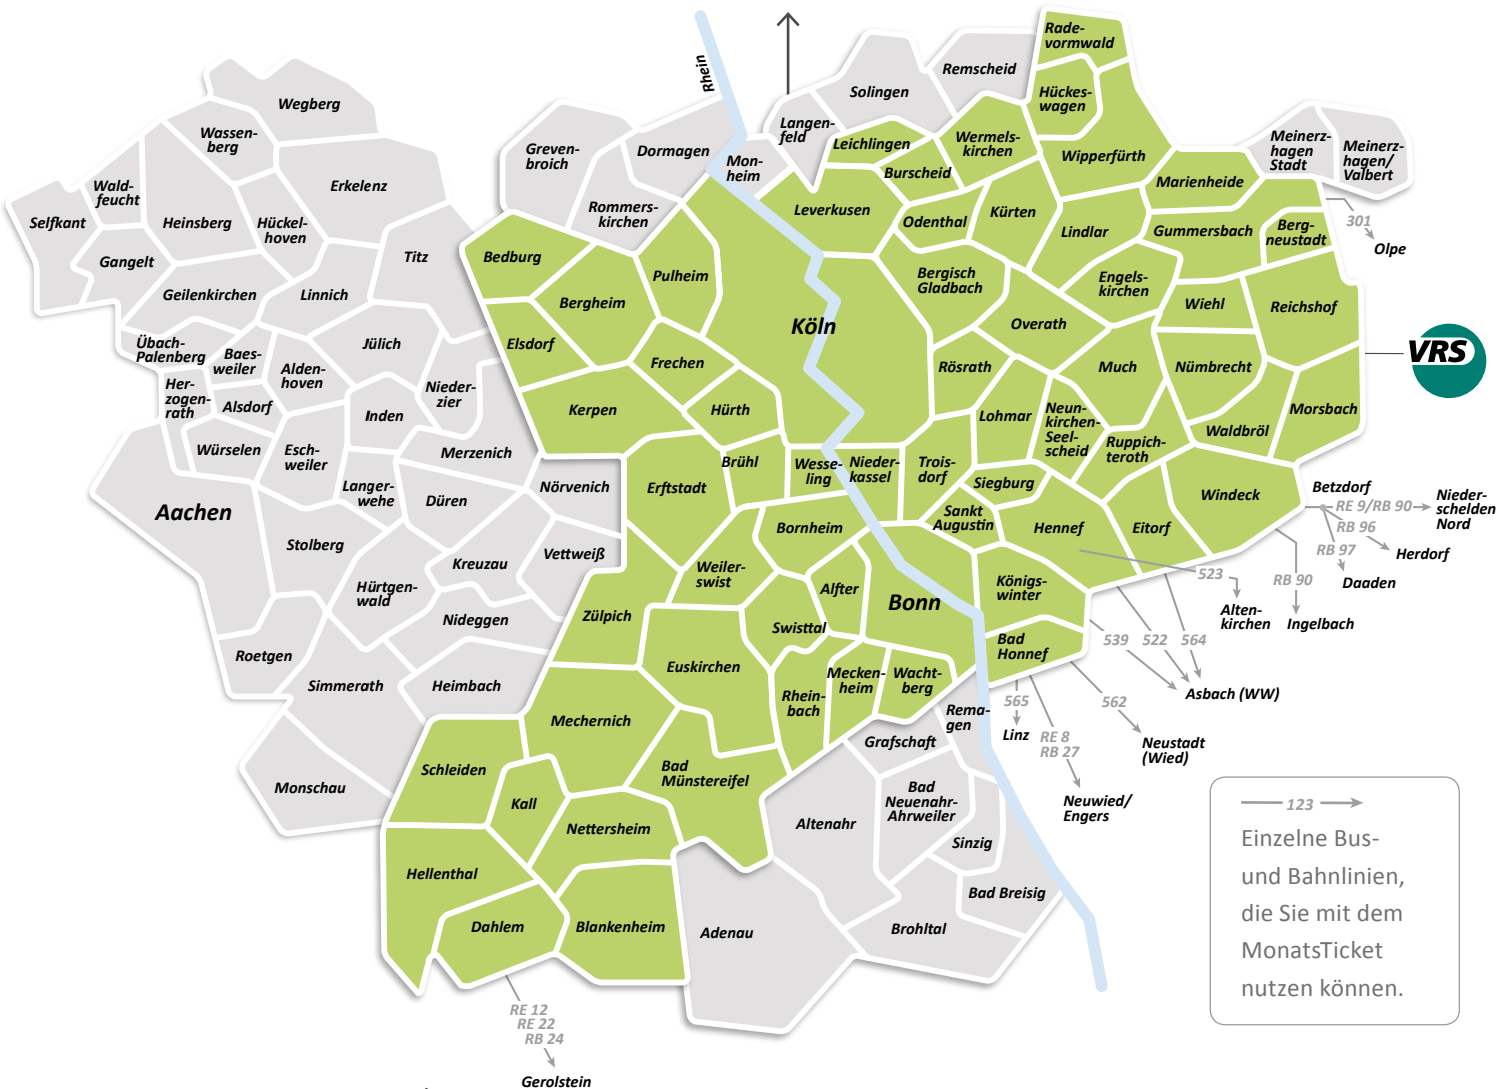 Rade-
vormwald
Remscheid
Solingen
Rhein
Hückes-
wagen
Wegberg
Langen-
feld
Wassen-
berg
Leichlingen
Wermels-
kirchen
Wipperfürth
Meinerz-
hagen
Stadt
Meinerz-
hagen/
Valbert
Greven-
broich
Dormagen
Mon-
heim
Burscheid
Marienheide
Wald-
feucht
Erkelenz
Selfkant
Heinsberg
Hückel-
hoven
Rommers-
kirchen
Leverkusen
Odenthal
Kürten
Lindlar
Gummersbach
Berg-
neustadt
301
Olpe
Gangelt
Titz
Bedburg
Pulheim
Bergisch
Gladbach
Engels-
kirchen
Geilenkirchen
Linnich
Bergheim
Köln
Overath
Wiehl
Reichshof
Übach-
Palenberg
Baes-
weiler
Alden-
hoven
Jülich
Elsdorf
Frechen
Rösrath
Much
Nümbrecht
VRS
Her-
zogen-
rath
Alsdorf
Inden
Nieder-
zier
Kerpen
Hürth
Lohmar
Neun-
kirchen-
Seel-
scheid
Morsbach
Würselen
Esch-
weiler
Merzenich
Brühl
Wesse-
ling
Nieder-
kassel
Trois-
dorf
Ruppich-
teroth
Waldbröl
Langer-
wehe
Düren
Nörvenich
Erftstadt
Siegburg
Windeck
Betzdorf
RE 9/RB 90
Nieder-
schelden
Nord
Aachen
Stolberg
Bornheim
Sankt
Augustin
Hennef
Eitorf
RB 96
Herdorf
RB 97
Daaden
Kreuzau
Vettweiß
Weiler-
swist
Alfter
Bonn
Königs-
winter
523
Alten-
kirchen
RB 90
Ingelbach
Hürtgen-
wald
Nideggen
Zülpich
Swisttal
Bad
Honnef
539
522
564
Asbach (WW)
Roetgen
Simmerath
Heimbach
Euskirchen
Rhein-
bach
Mecken-
heim
Wacht-
berg
Rema-
gen
565
Linz
562
Neustadt
(Wied)
RE 8
RB 27
Neuwied/
Engers
Mechernich
Grafschaft
Monschau
Schleiden
Kall
Bad
Münstereifel
Bad
Neuenahr-
Ahrweiler
Altenahr
Sinzig
Nettersheim
Hellenthal
Bad Breisig
Dahlem
Blankenheim
Adenau
Brohltal
RE 12
RE 22
RB 24
Gerolstein
123
Einzelne Bus-
und Bahnlinien,
die Sie mit dem
MonatsTicket
nutzen können.